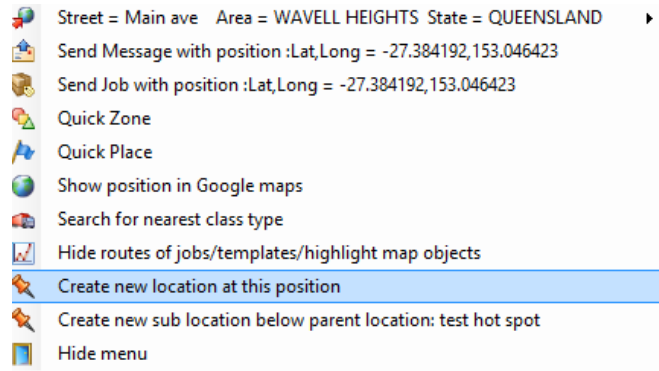 Street = Main ave    Area = WAVELL HEIGHTS  State = QUEENSLAND
Send Message with position :Lat,Long = -27.384192,153.046423
Send Job with position :Lat,Long = -27.384192,153.046423
Quick Zone
Quick Place
Show position in Google maps
Search for nearest class type
Hide routes of jobs/templates/highlight map objects
Create new location at this position
Create new sub location below parent location: test hot spot
Hide menu